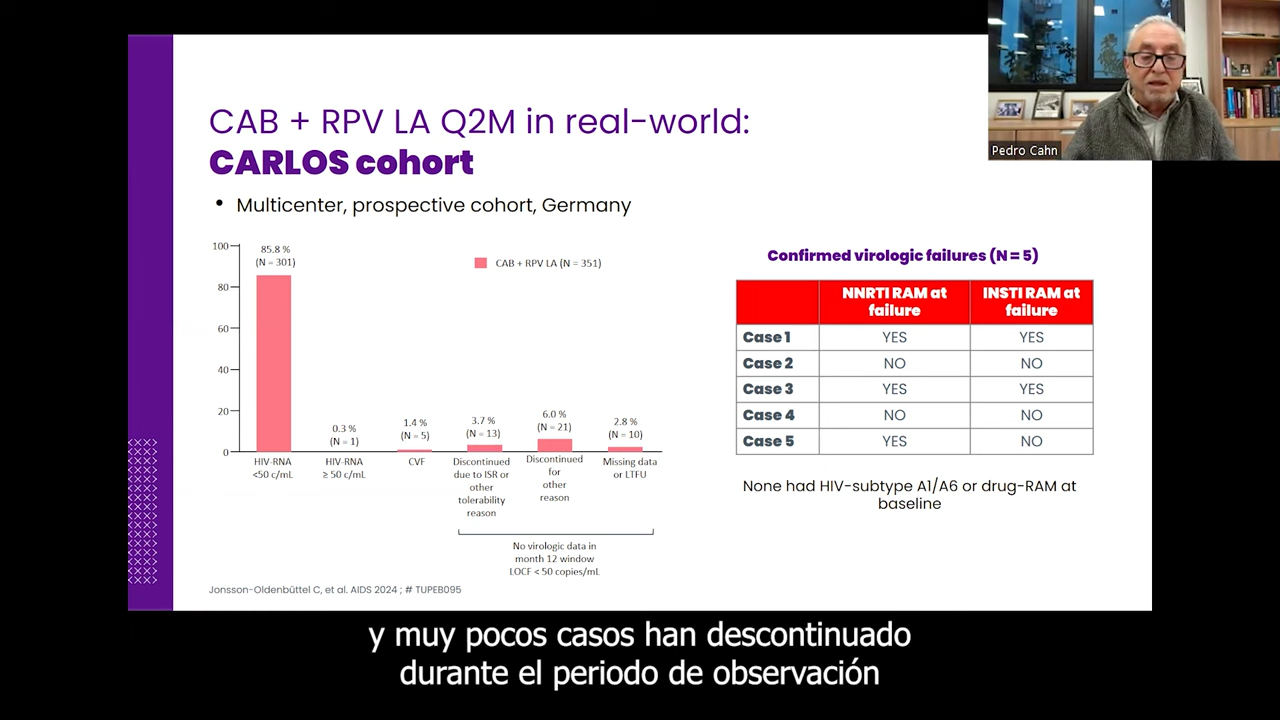 Pedro Cahn
CAB + RPV LA Q2M in real-world:
CARLOS cohort
• Multicenter, prospective cohort, Germany
100
80
60
40
20
0
85.8 %
(N = 301)
0.3 %
(N = 1)
1.4 %
(N = 5)
3.7 %
(N = 13)
6.0 %
(N = 21)
2.8 %
(N = 10)
CAB + RPV LA (N = 351)
HIV-RNA
<50 c/mL
HIV-RNA
≥ 50 c/mL
CVF
Discontinued
due to ISR or
other
tolerability
reason
Discontinued
for
other
reason
Missing data
or LTFU
No virologic data in
month 12 window
LOCF < 50 copies/mL
Confirmed virologic failures (N = 5)
NNRTI RAM at
failure
INSTI RAM at
failure
Case 1 YES YES
Case 2 NO NO
Case 3 YES YES
Case 4 NO NO
Case 5 YES NO
None had HIV-subtype A1/A6 or drug-RAM at
baseline
Jonsson-Oldenbüttel C, et al. AIDS 2024 ; # TUPEB095
y muy pocos casos han descontinuado
durante el periodo de observación